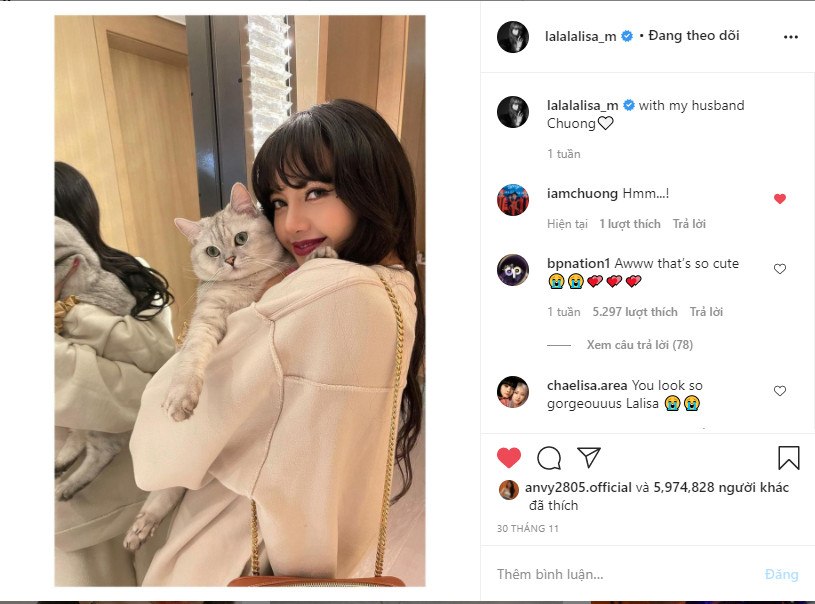 lalalalisa_m • Đang theo dõi
lalalalisa_m with my husband
Chuong♡
1 tuần
iamchuong Hmm...!
Hiện tại 1 lượt thích Trả lời
bpnation1 Awww that's so cute
😭😭💞💞💞
1 tuần 5.297 lượt thích Trả lời
Xem câu trả lời (78)
chaelisa.area You look so
gorgeouuus Lalisa 😭😭
anvy2805.official và 5,974,828 người khác
đã thích
30 THÁNG 11
Thêm bình luận... Đăng